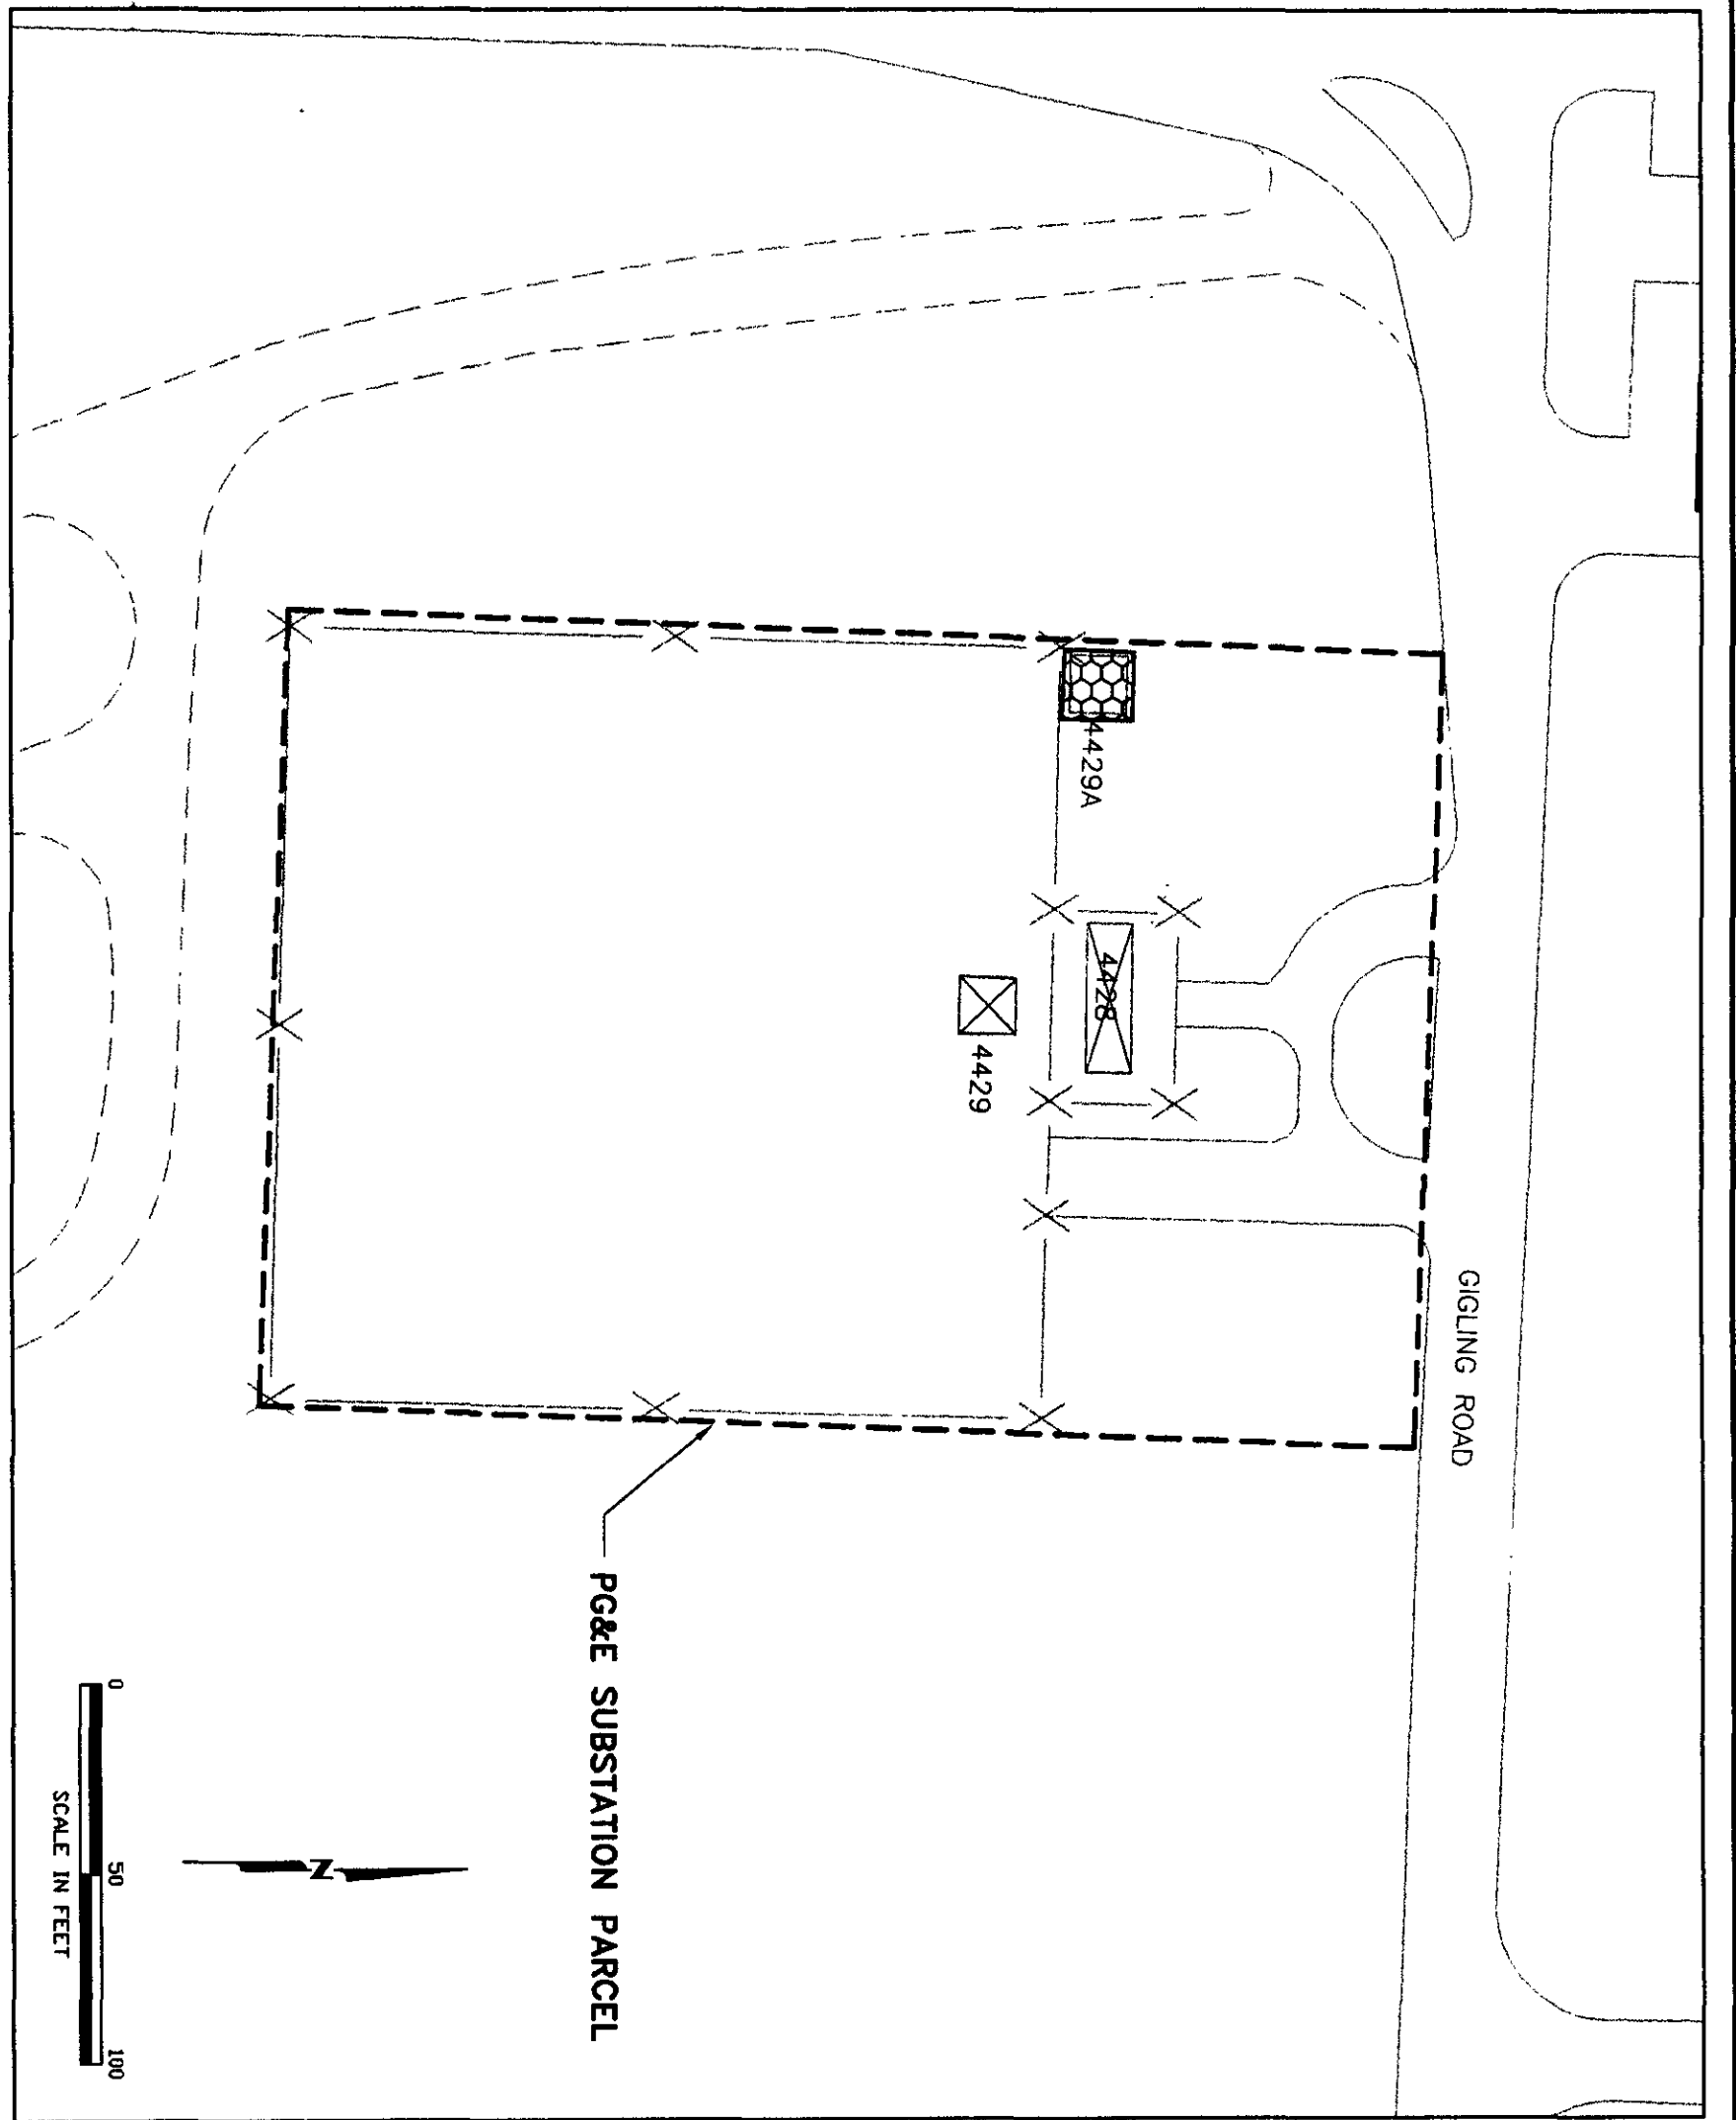 GIGLING ROAD
4429A
4428
4429
PG&E SUBSTATION PARCEL
N
0 50 100
SCALE IN FEET